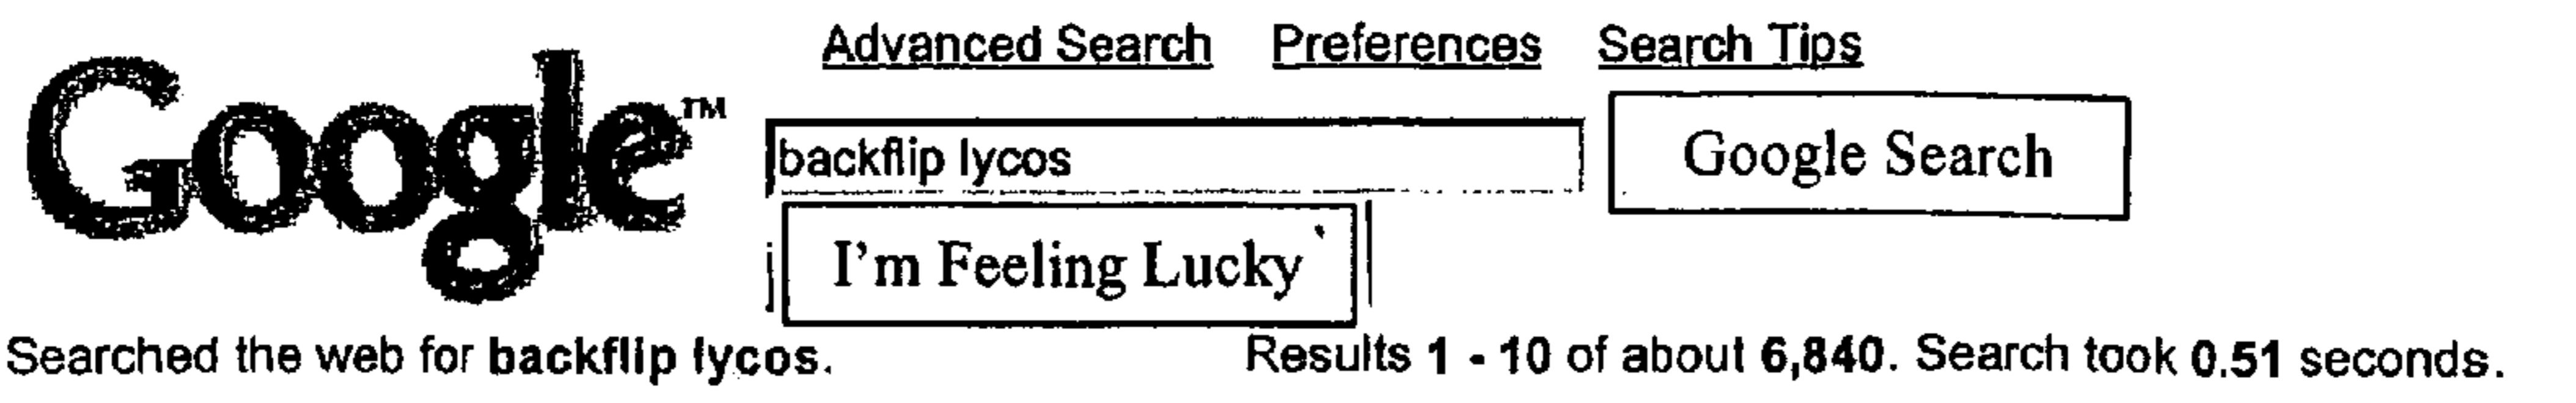 Advanced Search Preferences Search Tips
Google™
backflip lycos Google Search
I'm Feeling Lucky
Searched the web for backflip lycos. Results 1 - 10 of about 6,840. Search took 0.51 seconds.